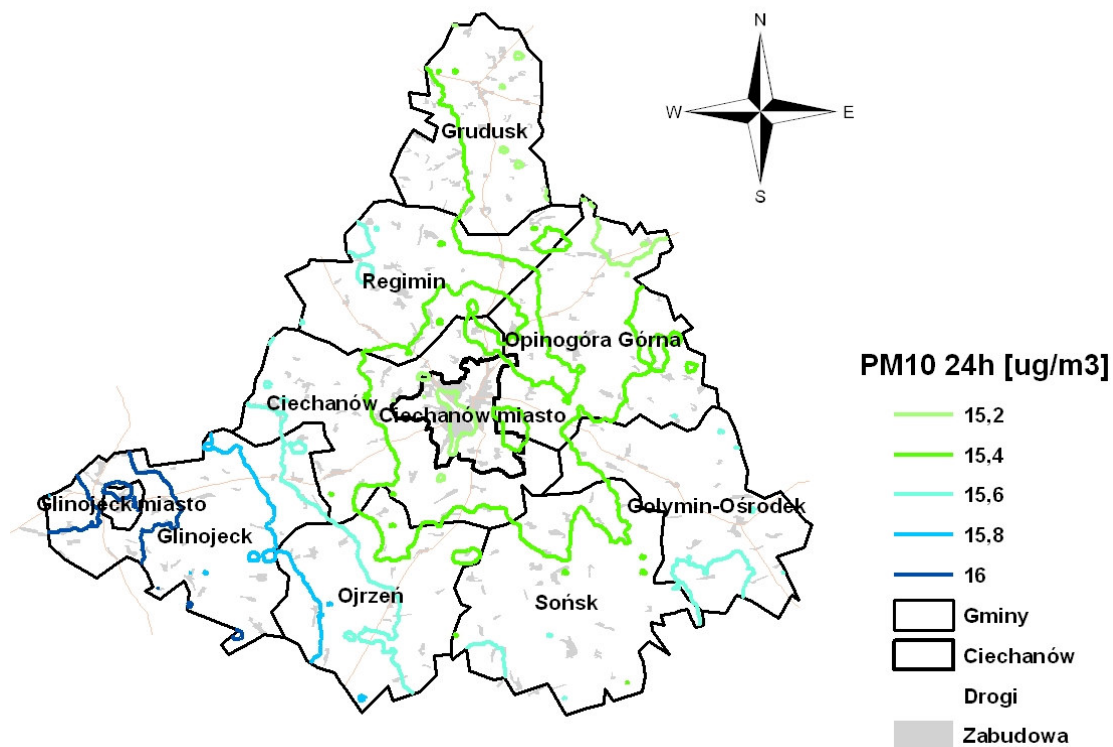 N
W
E
S
Grudusk
Regimin
Opinogóra Górna
Ciechanów
Ciechanów miasto
Glinojeck miasto
Glinojeck
Gołymin-Ośrodek
Ojrzeń
Sońsk
PM10 24h [ug/m3]
15,2
15,4
15,6
15,8
16
Gminy
Ciechanów
Drogi
Zabudowa